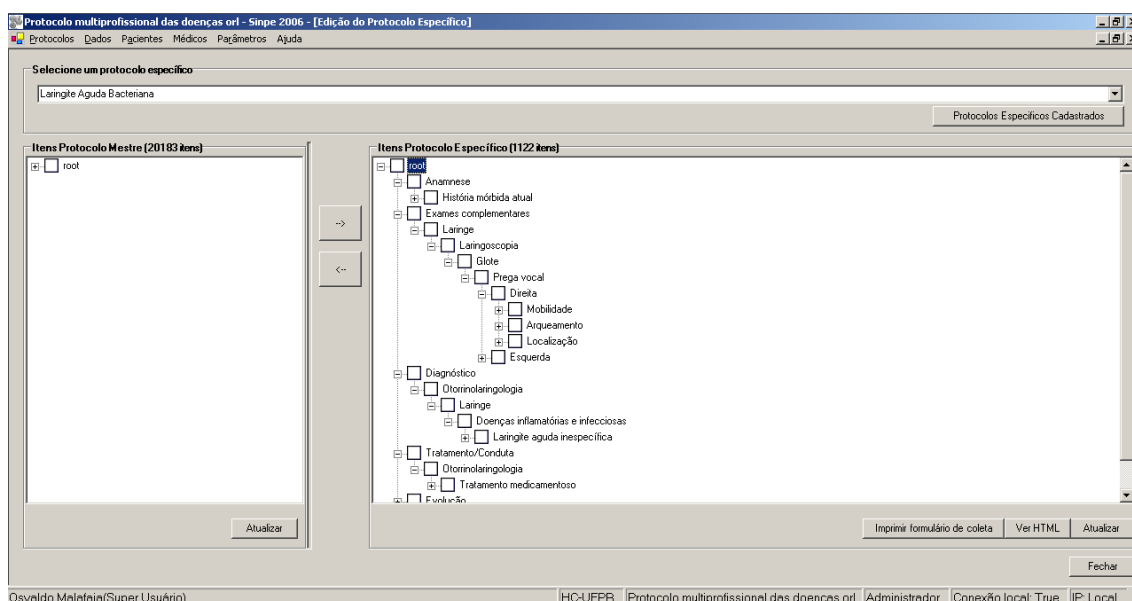 Protocolo multiprofissional das doenças orl - Sinpe 2006 - [Edição do Protocolo Específico]
Protocolos Dados Pacientes Médicos Parâmetros Ajuda
Selecione um protocolo específico
Laringite Aguda Bacteriana
Protocolos Especificos Cadastrados
Itens Protocolo Mestre (20183 itens)
root
Atualizar
-->
<--
Itens Protocolo Específico (1122 itens)
root
Anamnese
História mórbida atual
Exames complementares
Laringe
Laringoscopia
Glote
Prega vocal
Direita
Mobilidade
Arqueamento
Localização
Esquerda
Diagnóstico
Otorrinolaringologia
Laringe
Doenças inflamatórias e infecciosas
Laringite aguda inespecífica
Tratamento/Conduta
Otorrinolaringologia
Tratamento medicamentoso
Evolução
Imprimir formulário de coleta Ver HTML Atualizar
Fechar
Osvaldo Malafaia(Super Usuário) HC-UFPR Protocolo multiprofissional das doenças orl Administrador Conexão local: True IP: Local